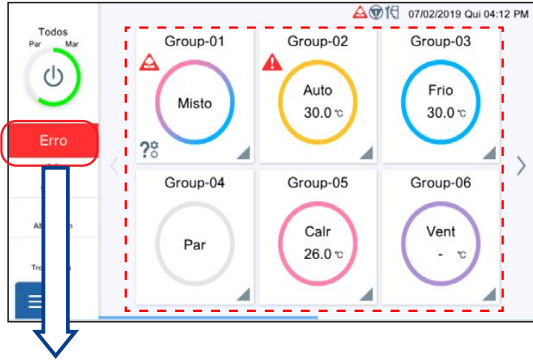 07/02/2019 Qui 04:12 PM
Todos
Par Mar
Erro
Group-01
Misto
Group-02
Auto
30.0 ℃
Group-03
Frio
30.0 ℃
Group-04
Par
Group-05
Calr
26.0 ℃
Group-06
Vent
- ℃